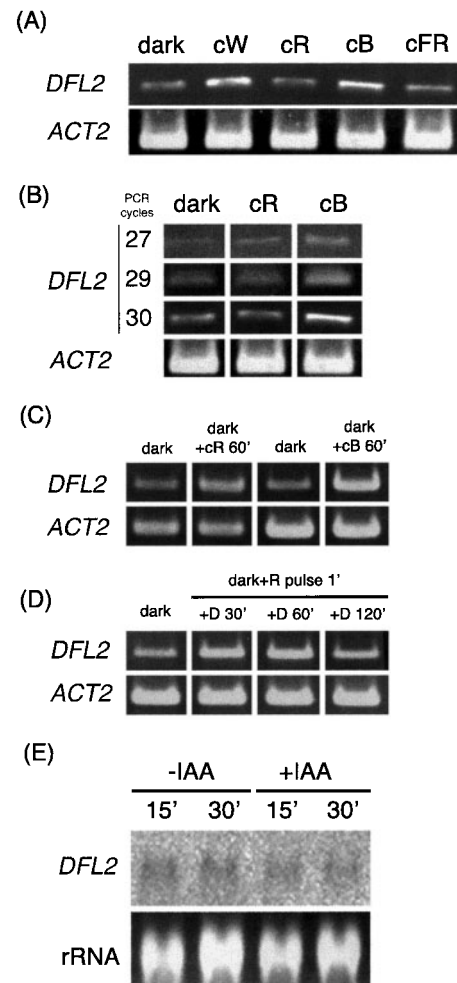 (A)
dark cW cR cB cFR
DFL2
ACT2
(B)
PCR cycles
dark cR cB
27
DFL2 29
30
ACT2
(C)
dark dark +cR 60' dark dark +cB 60'
DFL2
ACT2
(D)
dark+R pulse 1'
dark +D 30' +D 60' +D 120'
DFL2
ACT2
(E)
-IAA +IAA
15' 30' 15' 30'
DFL2
rRNA